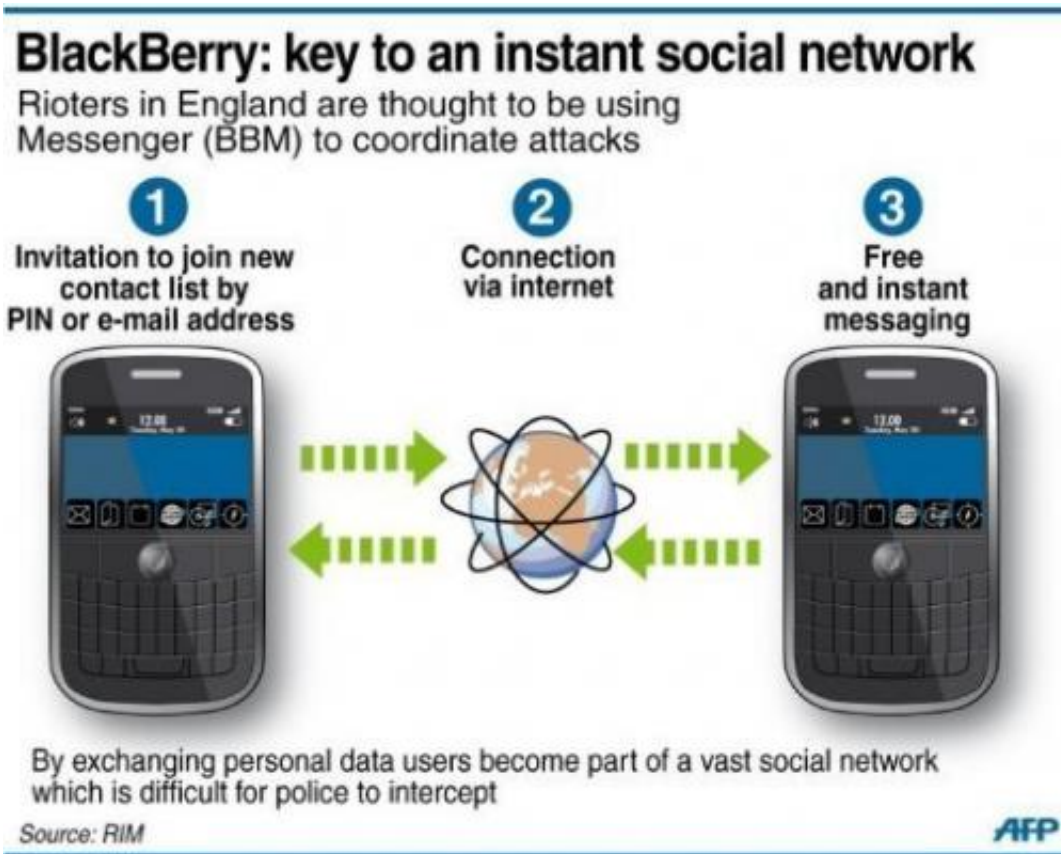 BlackBerry: key to an instant social network
Rioters in England are thought to be using
Messenger (BBM) to coordinate attacks
1
Invitation to join new
contact list by
PIN or e-mail address
2
Connection
via internet
3
Free
and instant
messaging
12.00
12.00
By exchanging personal data users become part of a vast social network
which is difficult for police to intercept
Source: RIM
AFP